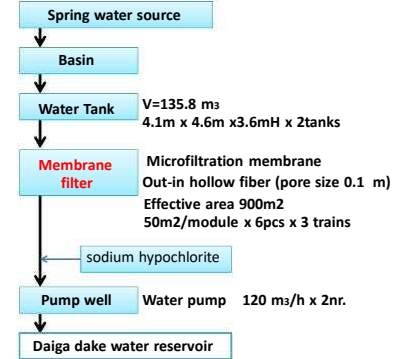 Spring water source
Basin
Water Tank
V=135.8 m3
4.1m x 4.6m x3.6mH x 2tanks
Membrane
filter
Microfiltration membrane
Out-in hollow fiber (pore size 0.1 m)
Effective area 900m2
50m2/module x 6pcs x 3 trains
sodium hypochlorite
Pump well
Water pump 120 m3/h x 2nr.
Daiga dake water reservoir